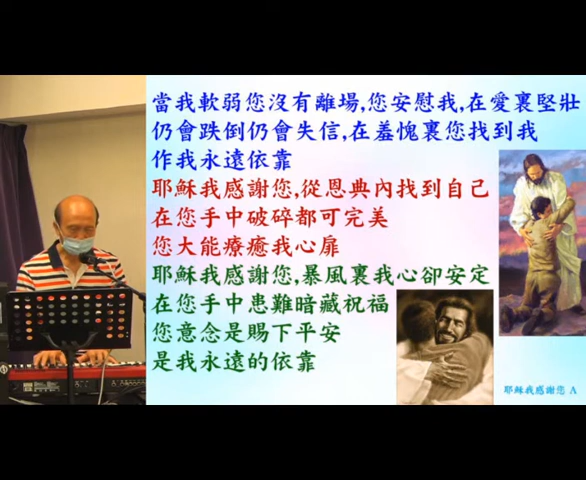 當我軟弱您沒有離場,您安慰我,在愛裏堅壯
仍會跌倒仍會失信,在羞愧裏您找到我
作我永遠依靠
耶穌我感謝您,從恩典內找到自己
在您手中破碎都可完美
您大能療癒我心扉
耶穌我感謝您,暴風裏我心卻安定
在您手中患難暗藏祝福
您意念是賜下平安
是我永遠的依靠
耶穌我感謝您 A